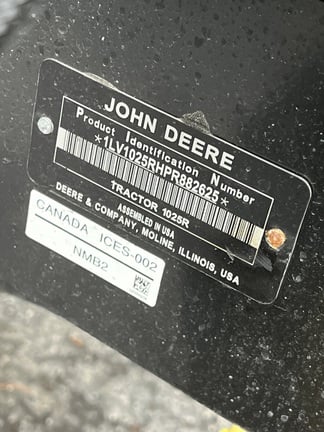 JOHN DEERE
Product Identification Number
*1LV1025RHPR882625*
TRACTOR 1025R
ASSEMBLED IN USA
DEERE & COMPANY, MOLINE, ILLINOIS, USA
CANADA ICES-002
NMB2